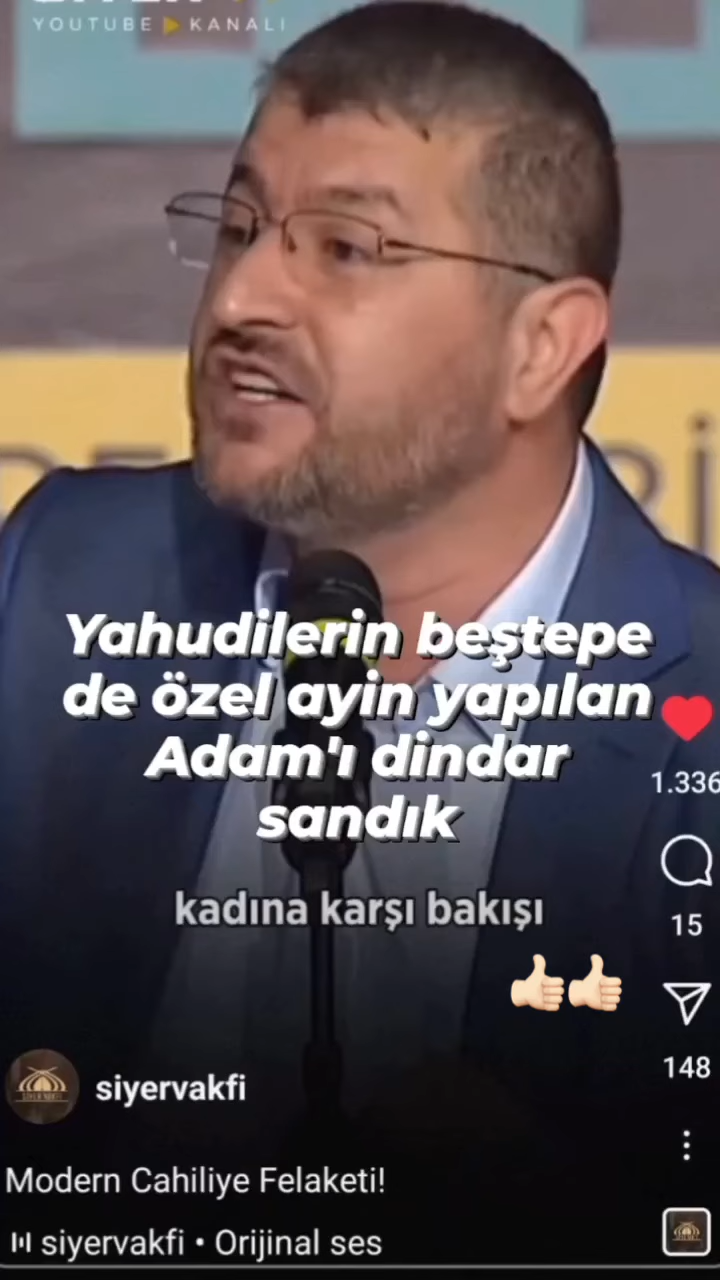 YOUTUBE KANALI
Yahudilerin beştepe
de özel ayin yapılan
Adam'ı dindar
sandık
kadına karşı bakışı
1.336
15
148
siyervakfi
Modern Cahiliye Felaketi!
siyervakfi • Orijinal ses